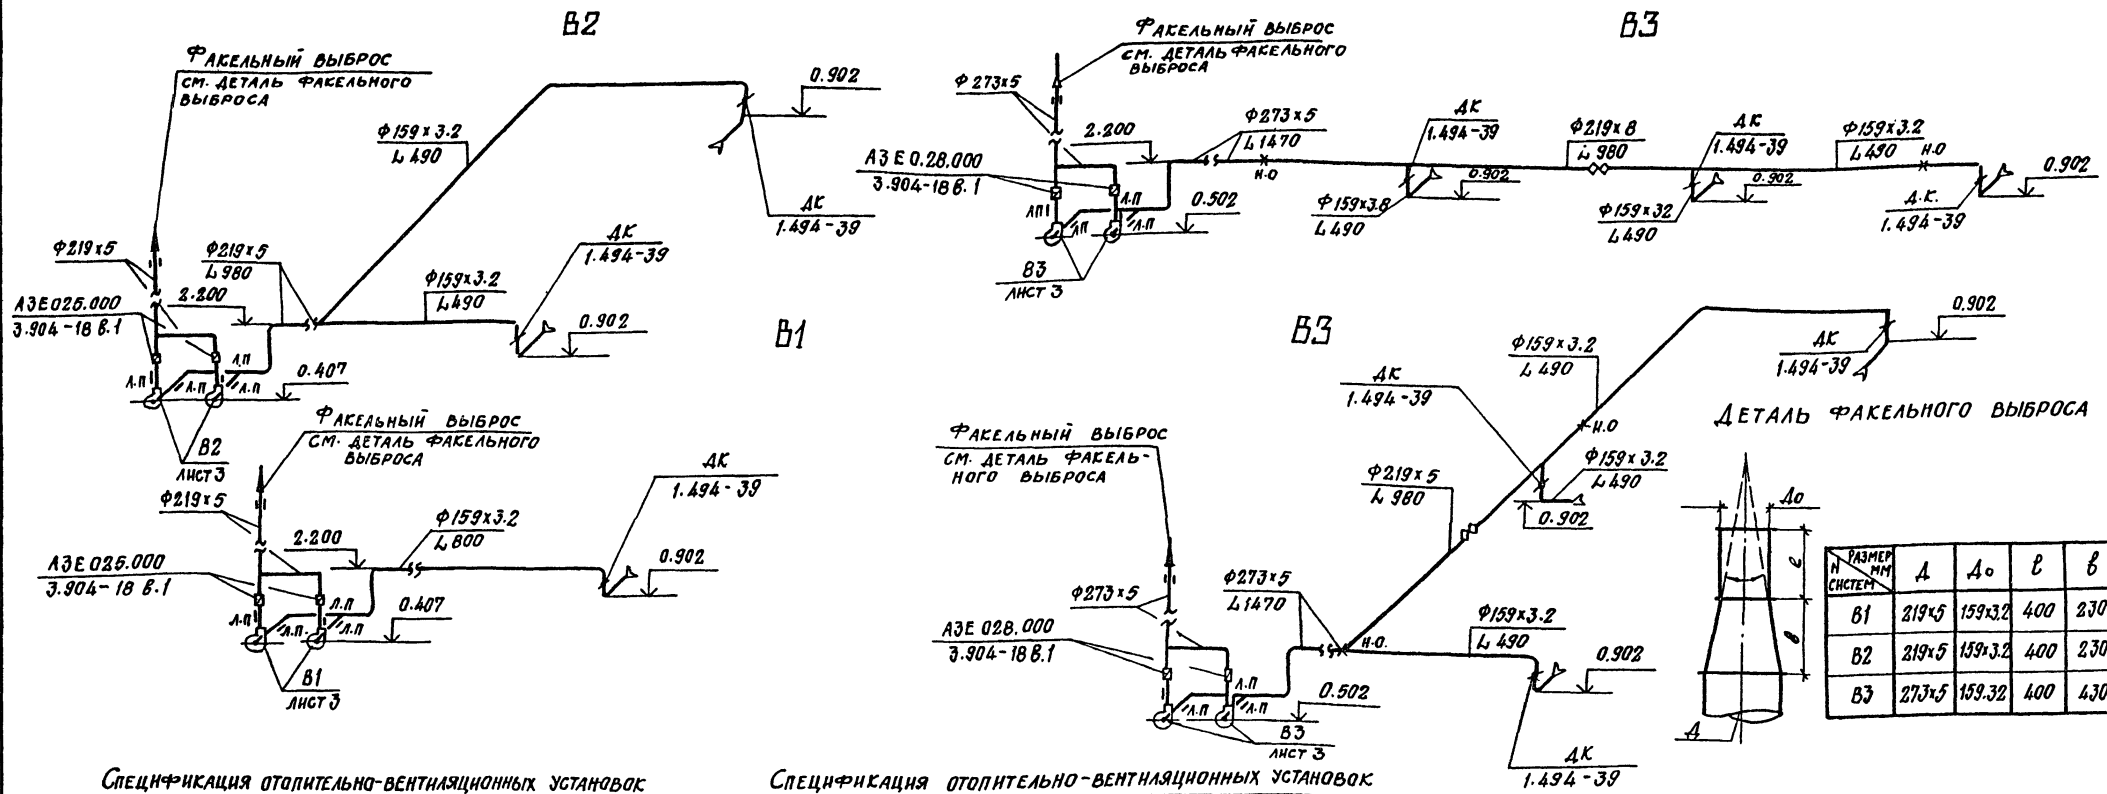 В2
Факельный выброс
см. деталь факельного
выброса
ф159х3.2
L490
0.902
ДК
1.494-39
ф219х5
ф219х5
L980
2.200
А3Е025.000
3.904-18 в.1
л.п
л.п
л.п
л.п
0.407
В2
лист 3
ф159х3.2
L490
ДК
1.494-39
0.902
В1
Факельный выброс
см. деталь факельного
выброса
ф219х5
2.200
ф159х3.2
L800
ДК
1.494-39
0.902
А3Е025.000
3.904-18 в.1
л.п
л.п
л.п.
л.п
0.407
В1
лист 3
В3
Факельный выброс
см. деталь факельного
выброса
ф273х5
2.200
ф273х5
L1470
н.о
А3Е0.28.000
3.904-18 в.1
лп1
л.п
лп
л.п
0.502
В3
лист 3
ДК
1.494-39
ф159х3.8
L490
0.902
ф219х8
L980
ДК
1.494-39
ф159х32
L490
0.902
ф159х3.2
L490
н.о
Д.К.
1.494-39
0.902
В3
Факельный выброс
см. деталь факель-
ного выброса
ф273х5
ф273х5
L1470
А3Е028.000
3.904-18 в.1
л.п
л.п
л.п
0.502
В3
лист 3
н.о.
ф219х5
L980
ДК
1.494-39
ф159х3.2
L490
н.о
ф159х3.2
L490
0.902
ДК
1.494-39
0.902
ф159х3.2
L490
0.902
ДК
1.494-39
Деталь факельного выброса
До
ℓ
в
Д
N систем Размер мм Д До ℓ в
В1 219х5 159х3.2 400 230
В2 219х5 159х3.2 400 230
В3 273х5 159.32 400 430
Спецификация отопительно-вентиляционных установок
Спецификация отопительно-вентиляционных установок